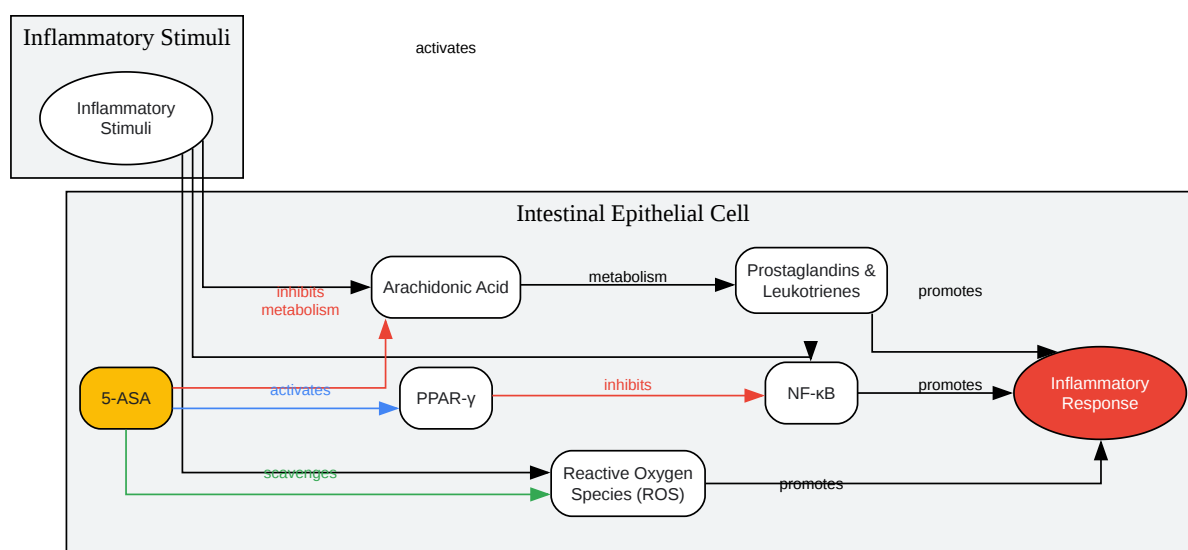 Inflammatory Stimuli
activates
Inflammatory
Stimuli
Intestinal Epithelial Cell
Arachidonic Acid
metabolism
Prostaglandins &
Leukotrienes
promotes
inhibits
metabolism
5-ASA
activates
PPAR-γ
inhibits
NF-κB
promotes
Inflammatory
Response
scavenges
Reactive Oxygen
Species (ROS)
promotes